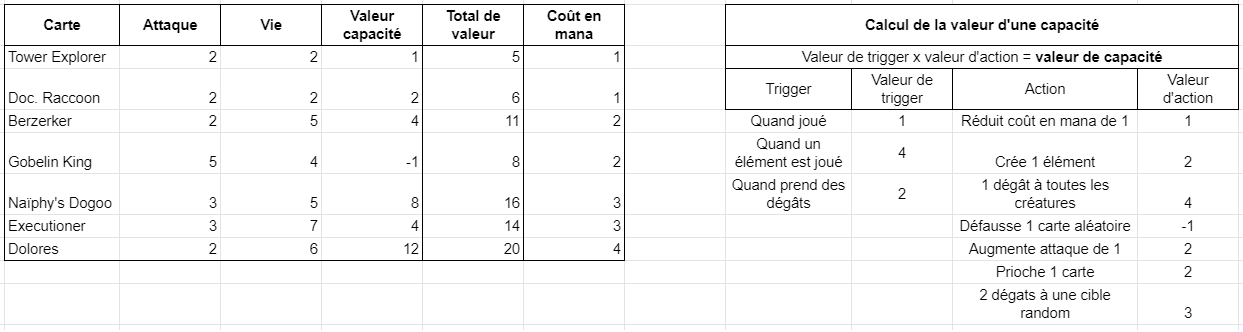 Carte Attaque Vie Valeur capacité Total de valeur Coût en mana
Tower Explorer 2 2 1 5 1
Doc. Raccoon 2 2 2 6 1
Berzerker 2 5 4 11 2
Gobelin King 5 4 -1 8 2
Naïphy's Dogoo 3 5 8 16 3
Executioner 3 7 4 14 3
Dolores 2 6 12 20 4
Calcul de la valeur d'une capacité
Valeur de trigger x valeur d'action = valeur de capacité
Trigger Valeur de trigger Action Valeur d'action
Quand joué 1 Réduit coût en mana de 1 1
Quand un élément est joué 4 Crée 1 élément 2
Quand prend des dégâts 2 1 dégât à toutes les créatures 4
Défausse 1 carte aléatoire -1
Augmente attaque de 1 2
Prioche 1 carte 2
2 dégats à une cible random 3